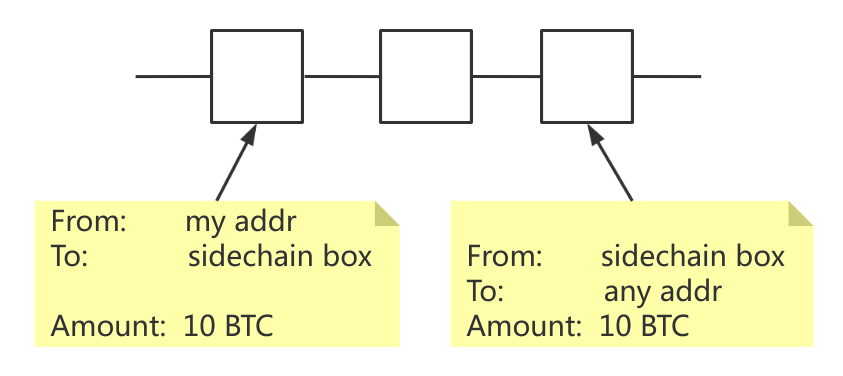 From: my addr
To: sidechain box
Amount: 10 BTC
From: sidechain box
To: any addr
Amount: 10 BTC